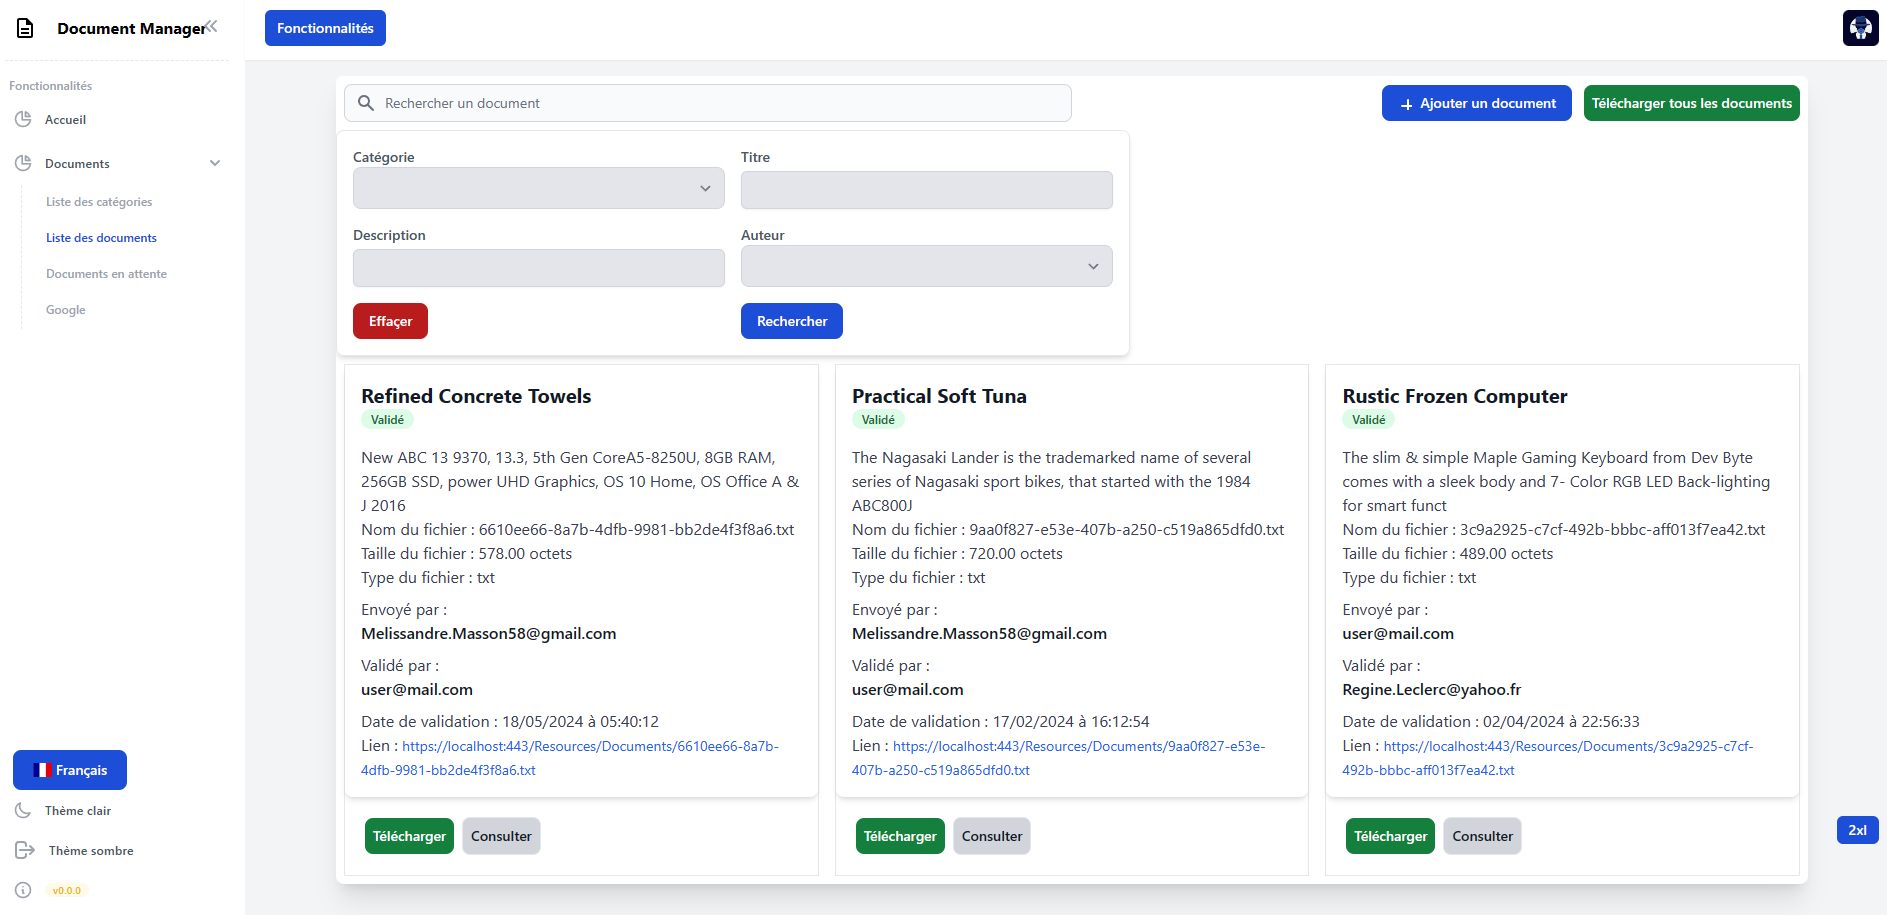 Document Manager
Fonctionnalités
Fonctionnalités
Accueil
Documents
Liste des catégories
Liste des documents
Documents en attente
Google
Français
Thème clair
Thème sombre
v0.0.0
Rechercher un document
Ajouter un document
Télécharger tous les documents
Catégorie
Titre
Description
Auteur
Effaçer
Rechercher
Refined Concrete Towels
Validé
New ABC 13 9370, 13.3, 5th Gen CoreA5-8250U, 8GB RAM,
256GB SSD, power UHD Graphics, OS 10 Home, OS Office A &
J 2016
Nom du fichier : 6610ee66-8a7b-4dfb-9981-bb2de4f3f8a6.txt
Taille du fichier : 578.00 octets
Type du fichier : txt
Envoyé par :
Melissandre.Masson58@gmail.com
Validé par :
user@mail.com
Date de validation : 18/05/2024 à 05:40:12
Lien : https://localhost:443/Resources/Documents/6610ee66-8a7b-
4dfb-9981-bb2de4f3f8a6.txt
Télécharger
Consulter
Practical Soft Tuna
Validé
The Nagasaki Lander is the trademarked name of several
series of Nagasaki sport bikes, that started with the 1984
ABC800J
Nom du fichier : 9aa0f827-e53e-407b-a250-c519a865dfd0.txt
Taille du fichier : 720.00 octets
Type du fichier : txt
Envoyé par :
Melissandre.Masson58@gmail.com
Validé par :
user@mail.com
Date de validation : 17/02/2024 à 16:12:54
Lien : https://localhost:443/Resources/Documents/9aa0f827-e53e-
407b-a250-c519a865dfd0.txt
Télécharger
Consulter
Rustic Frozen Computer
Validé
The slim & simple Maple Gaming Keyboard from Dev Byte
comes with a sleek body and 7- Color RGB LED Back-lighting
for smart funct
Nom du fichier : 3c9a2925-c7cf-492b-bbbc-aff013f7ea42.txt
Taille du fichier : 489.00 octets
Type du fichier : txt
Envoyé par :
user@mail.com
Validé par :
Regine.Leclerc@yahoo.fr
Date de validation : 02/04/2024 à 22:56:33
Lien : https://localhost:443/Resources/Documents/3c9a2925-c7cf-
492b-bbbc-aff013f7ea42.txt
Télécharger
Consulter
2xl